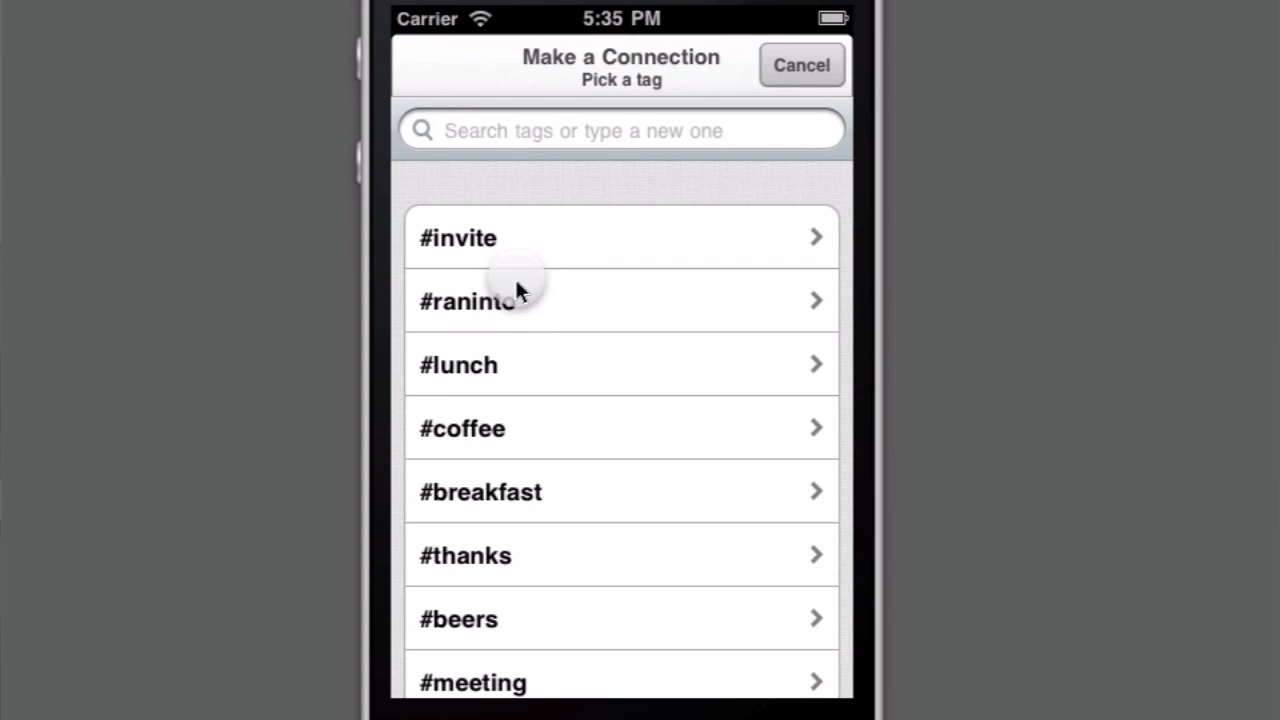 Carrier 5:35 PM
Make a Connection
Pick a tag
Cancel
Search tags or type a new one
#invite
#raninto
#lunch
#coffee
#breakfast
#thanks
#beers
#meeting